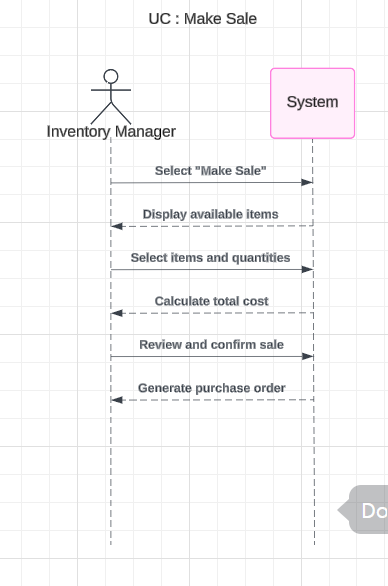 UC : Make Sale
System
Inventory Manager
Select "Make Sale"
Display available items
Select items and quantities
Calculate total cost
Review and confirm sale
Generate purchase order
Do